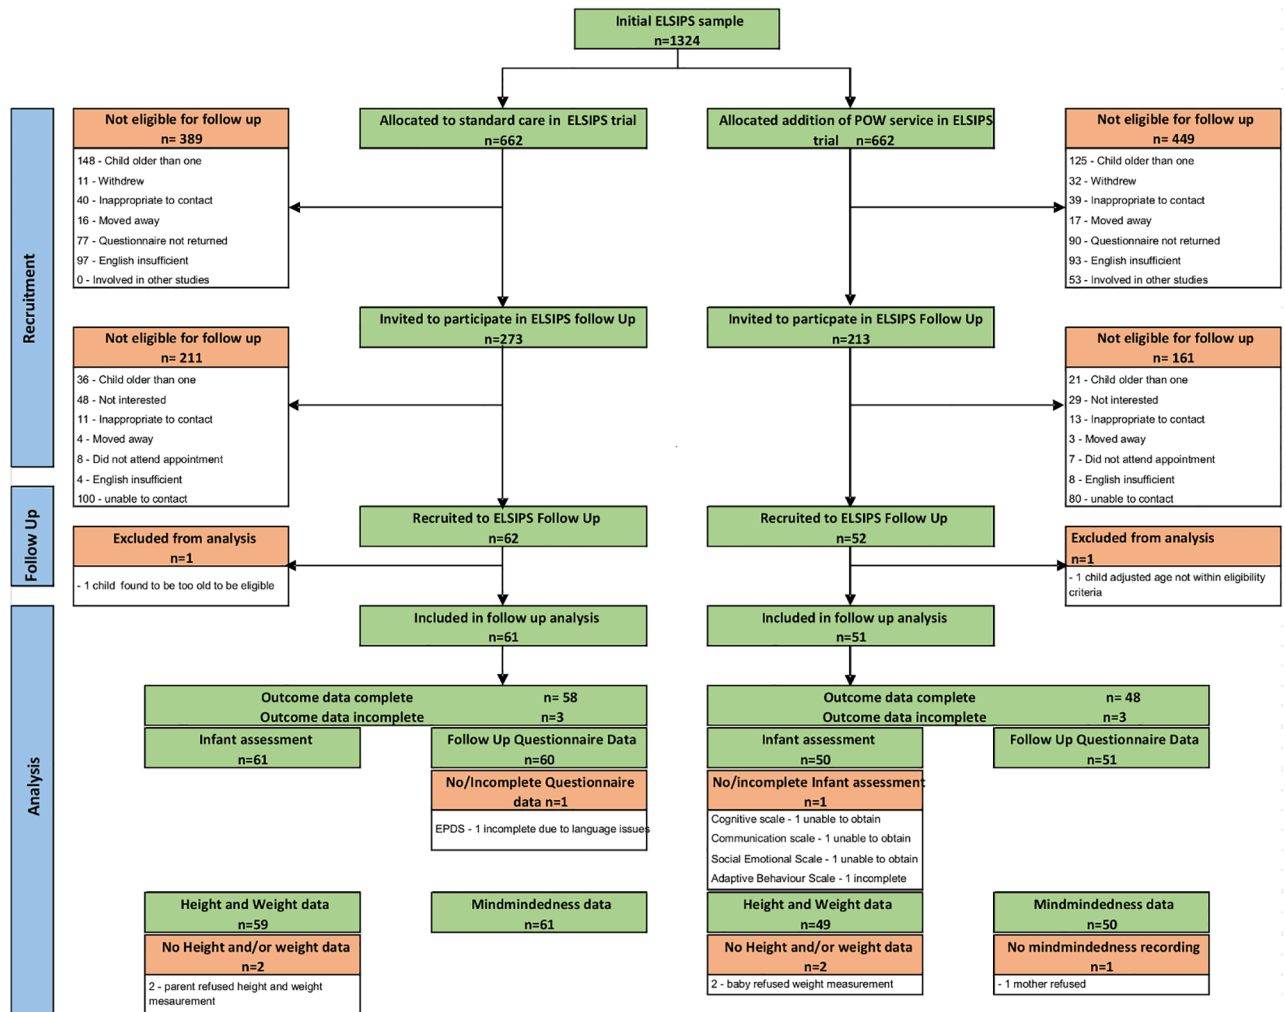 Initial ELSIPS sample
n=1324
Recruitment
Not eligible for follow up
n= 389
148 - Child older than one
11 - Withdrew
40 - Inappropriate to contact
16 - Moved away
77 - Questionnaire not returned
97 - English insufficient
0 - Involved in other studies
Allocated to standard care in ELSIPS trial
n=662
Allocated addition of POW service in ELSIPS
trial n=662
Not eligible for follow up
n= 449
125 - Child older than one
32 - Withdrew
39 - Inappropriate to contact
17 - Moved away
90 - Questionnaire not returned
93 - English insufficient
53 - Involved in other studies
Invited to participate in ELSIPS follow Up
n=273
Invited to particpate in ELSIPS Follow Up
n=213
Not eligible for follow up
n= 211
36 - Child older than one
48 - Not interested
11 - Inappropriate to contact
4 - Moved away
8 - Did not attend appointment
4 - English insufficient
100 - unable to contact
Not eligible for follow up
n= 161
21 - Child older than one
29 - Not interested
13 - Inappropriate to contact
3 - Moved away
7 - Did not attend appointment
8 - English insufficient
80 - unable to contact
Follow Up
Recruited to ELSIPS Follow Up
n=62
Recruited to ELSIPS Follow Up
n=52
Excluded from analysis
n=1
- 1 child found to be too old to be eligible
Excluded from analysis
n=1
- 1 child adjusted age not within eligibility
criteria
Analysis
Included in follow up analysis
n=61
Included in follow up analysis
n=51
Outcome data complete n= 58
Outcome data incomplete n=3
Outcome data complete n= 48
Outcome data incomplete n=3
Infant assessment
n=61
Follow Up Questionnaire Data
n=60
Infant assessment
n=50
Follow Up Questionnaire Data
n=51
No/Incomplete Questionnaire
data n=1
EPDS - 1 incomplete due to language issues
No/incomplete Infant assessment
n=1
Cognitive scale - 1 unable to obtain
Communication scale - 1 unable to obtain
Social Emotional Scale - 1 unable to obtain
Adaptive Behaviour Scale - 1 incomplete
Height and Weight data
n=59
Mindmindedness data
n=61
Height and Weight data
n=49
Mindmindedness data
n=50
No Height and/or weight data
n=2
2 - parent refused height and weight
mesaurement
No Height and/or weight data
n=2
2 - baby refused weight measurement
No mindmindedness recording
n=1
- 1 mother refused